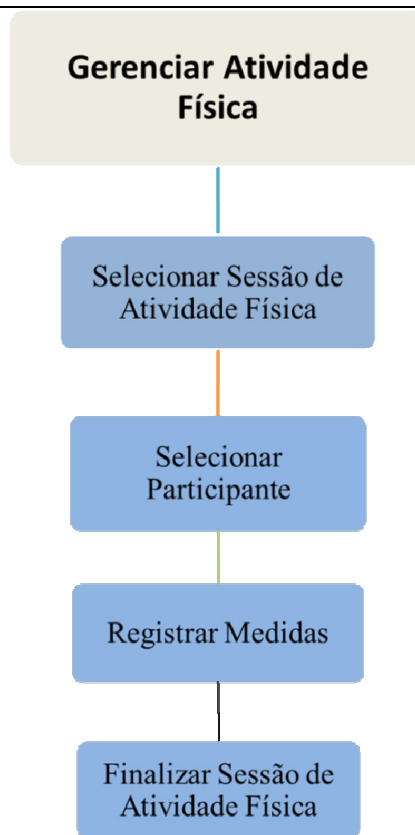 Gerenciar Atividade
Física
Selecionar Sessão de
Atividade Física
Selecionar
Participante
Registrar Medidas
Finalizar Sessão de
Atividade Física